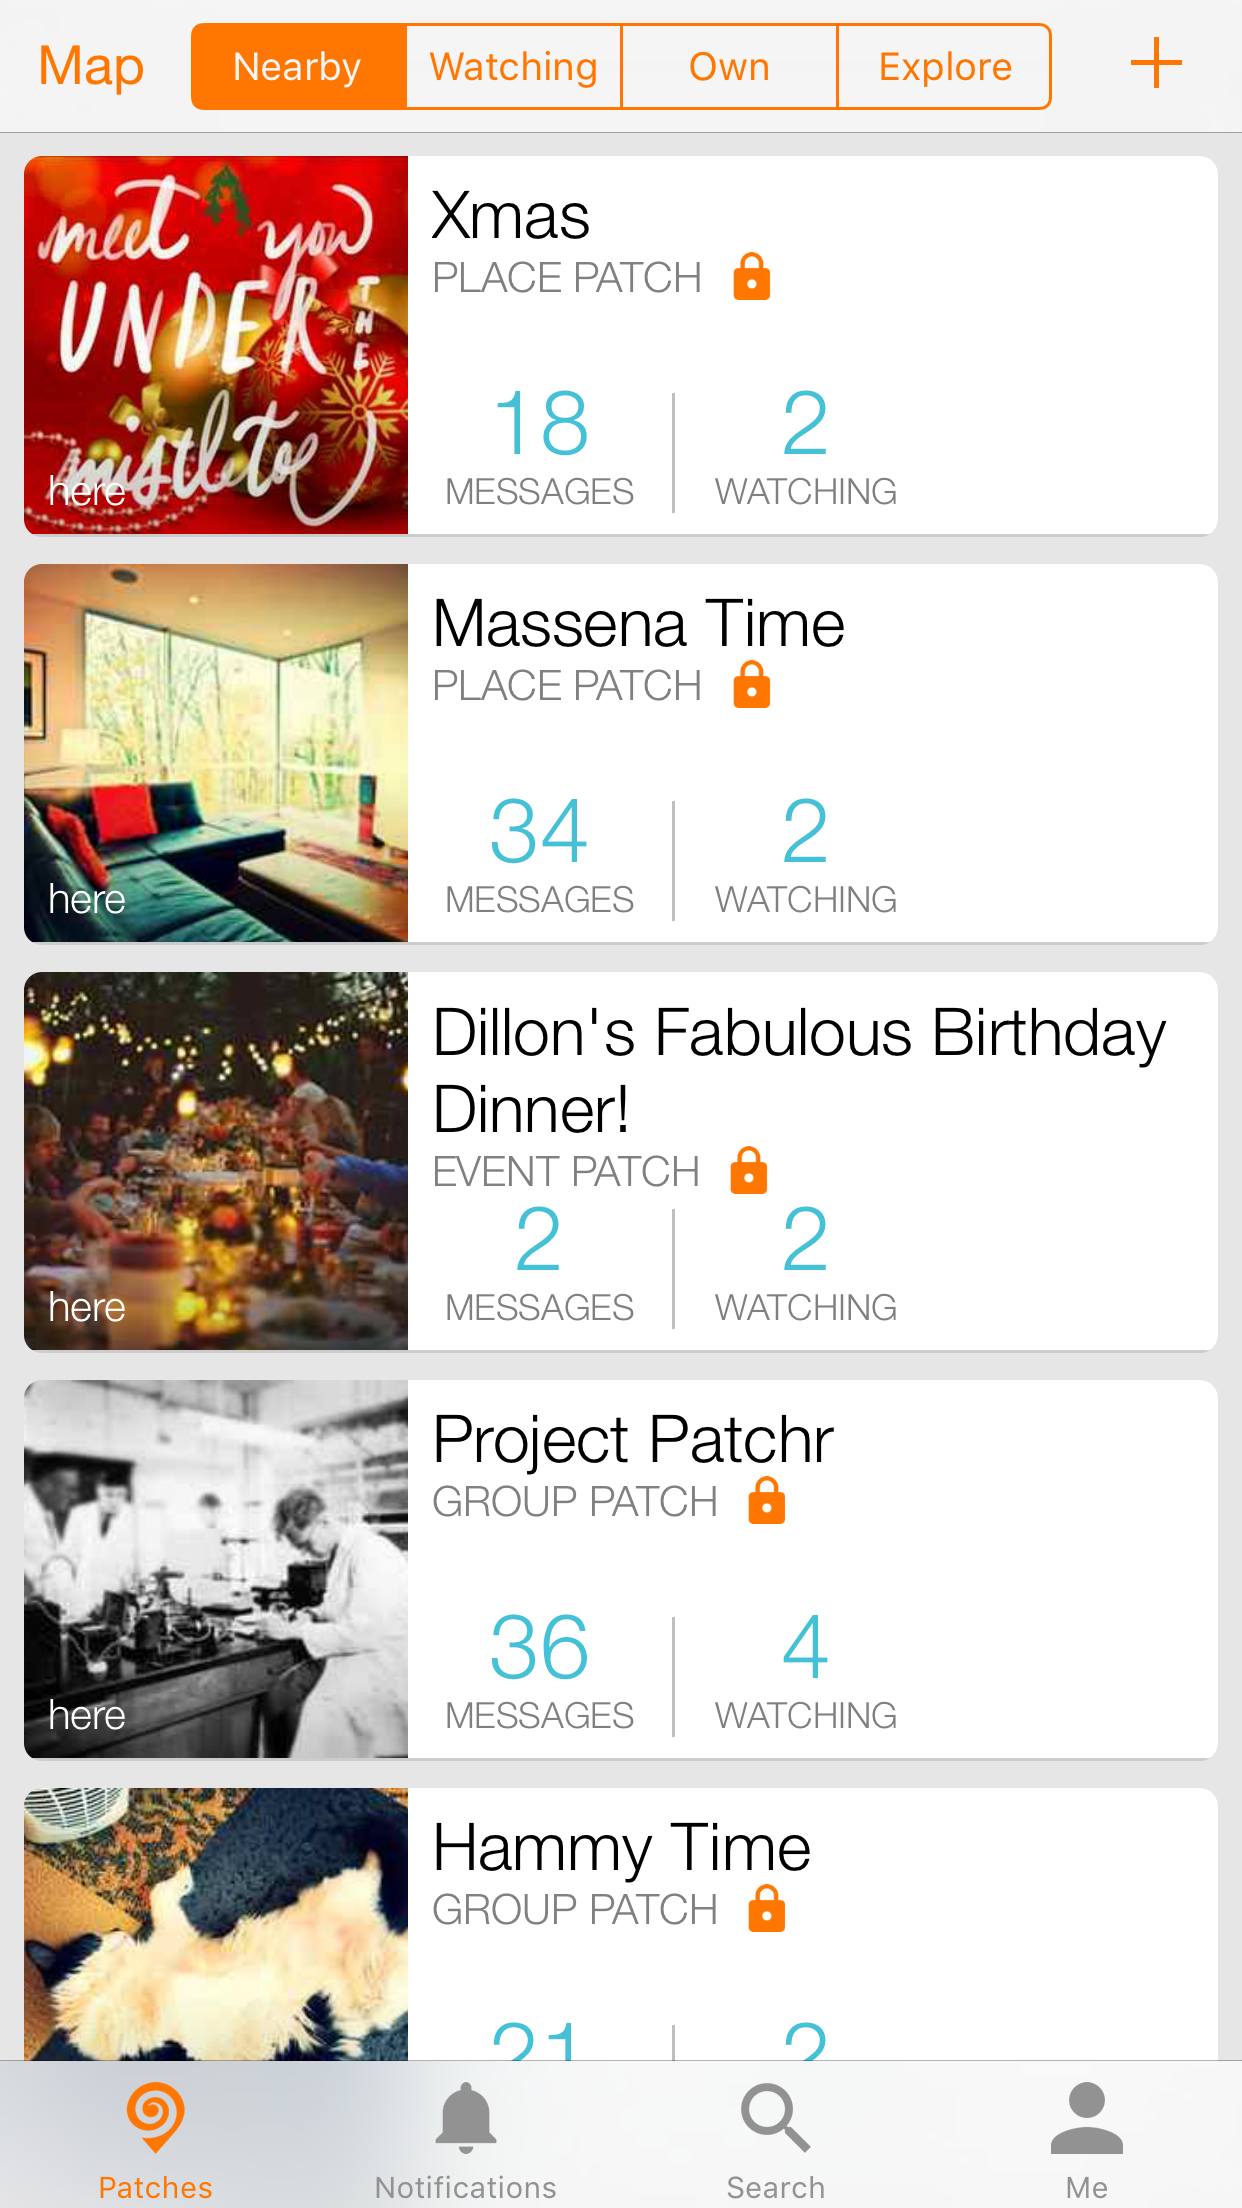 Map
Nearby
Watching
Own
Explore
meet you
UNDER THE
mistletoe
here
Xmas
PLACE PATCH
18
2
MESSAGES
WATCHING
here
Massena Time
PLACE PATCH
34
2
MESSAGES
WATCHING
here
Dillon's Fabulous Birthday
Dinner!
EVENT PATCH
2
2
MESSAGES
WATCHING
here
Project Patchr
GROUP PATCH
36
4
MESSAGES
WATCHING
Hammy Time
GROUP PATCH
21
2
Patches
Notifications
Search
Me